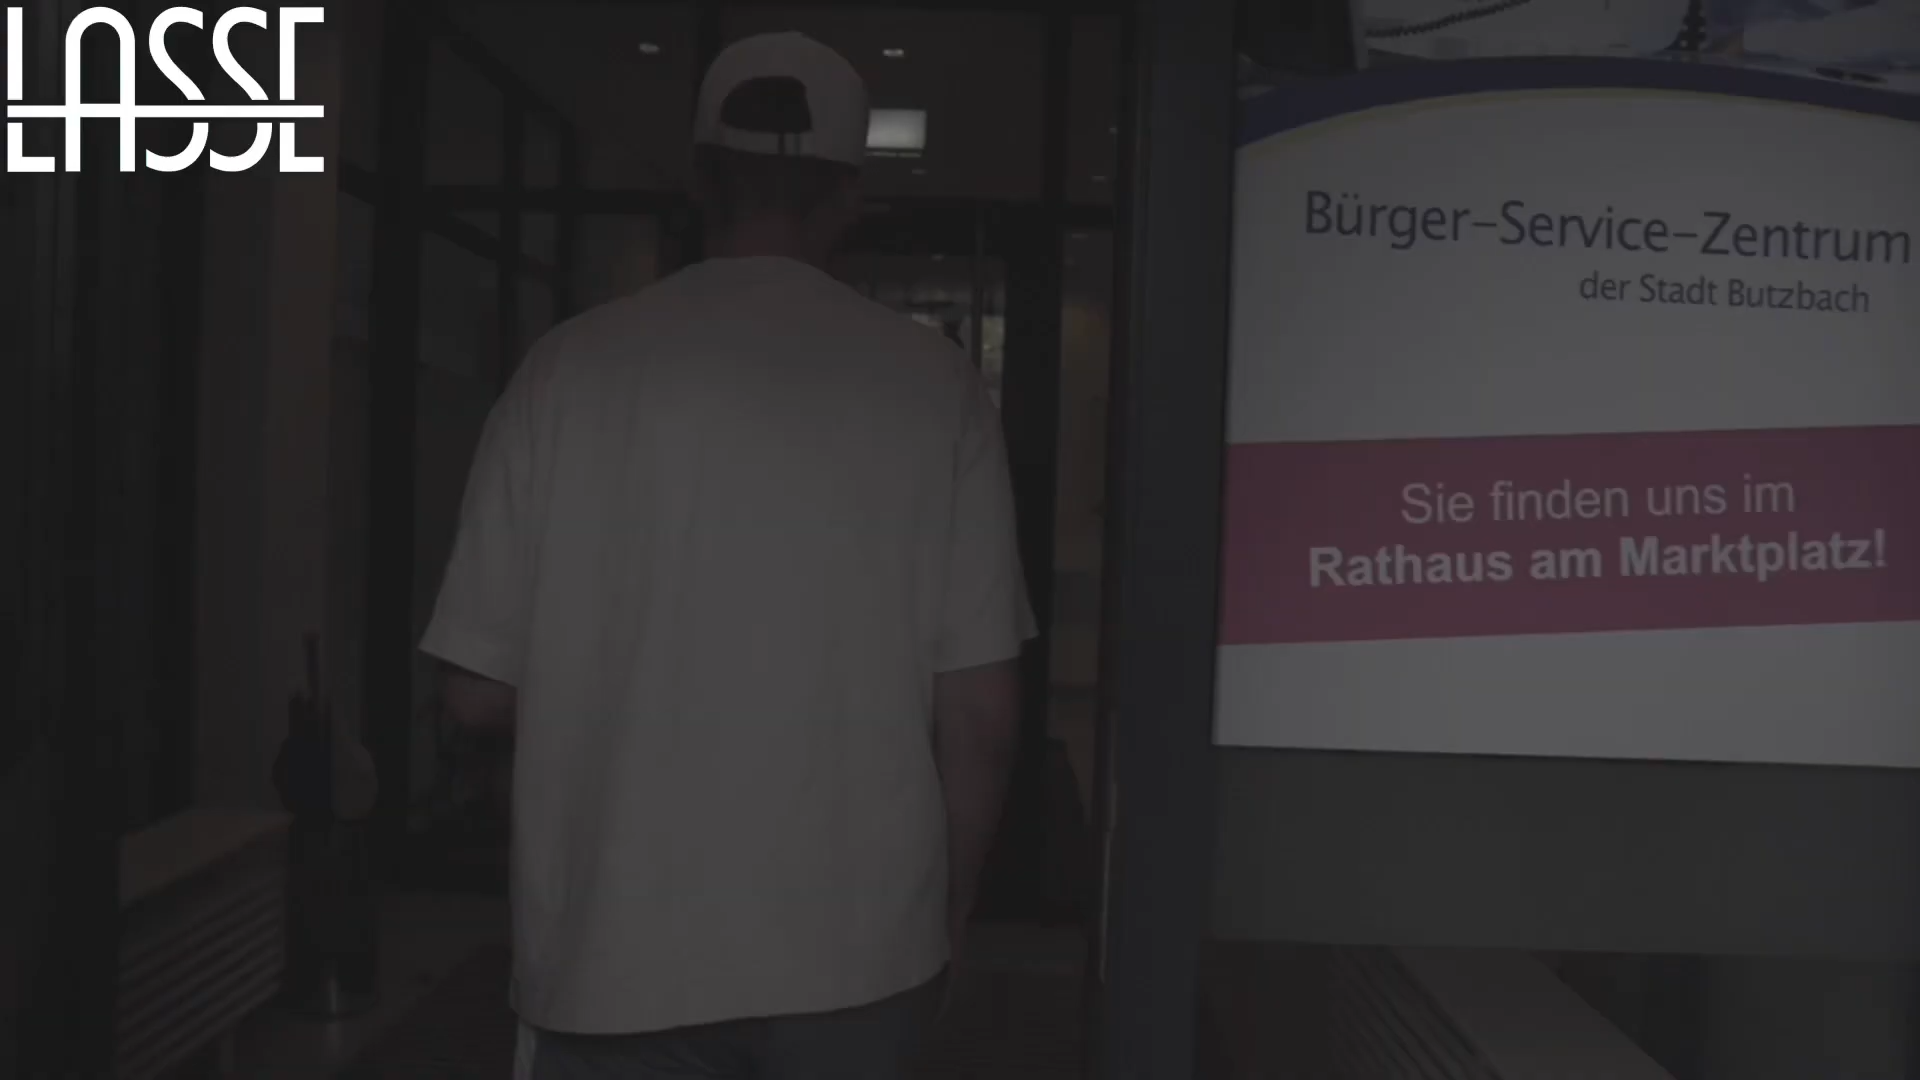 LASSE
Bürger-Service-Zentrum
der Stadt Butzbach
Sie finden uns im
Rathaus am Marktplatz!